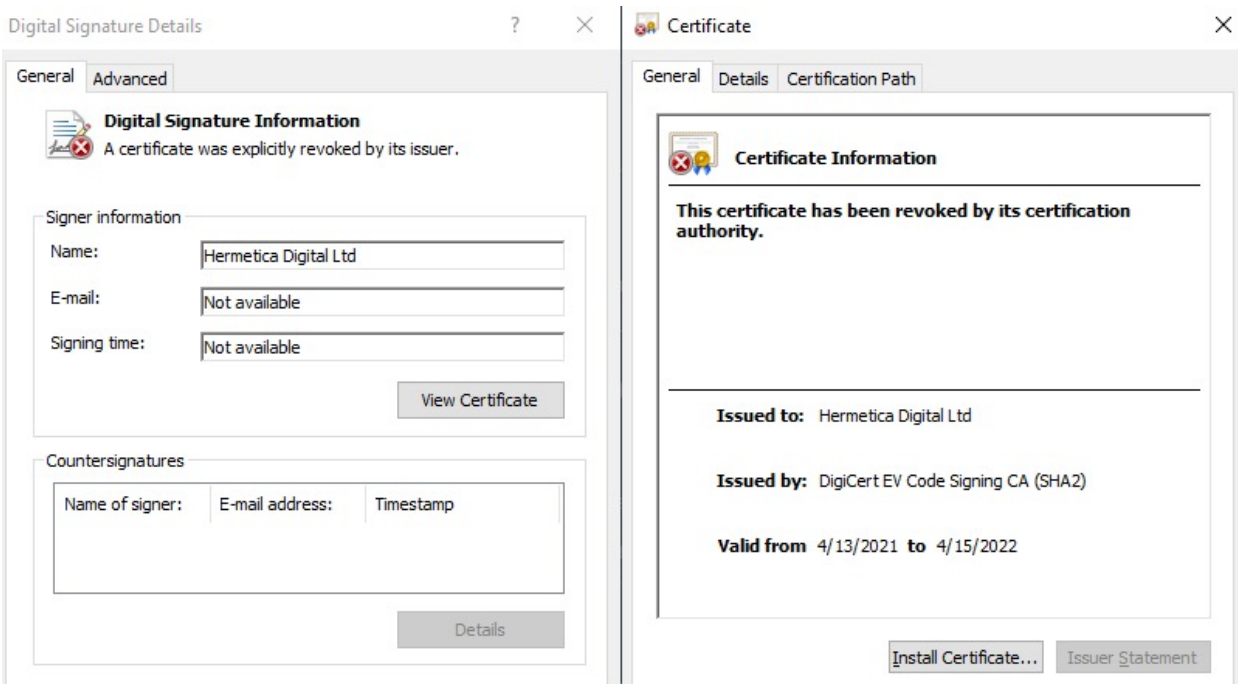 Digital Signature Details
?
General
Advanced
Digital Signature Information
A certificate was explicitly revoked by its issuer.
Signer information
Name:
Hermetica Digital Ltd
E-mail:
Not available
Signing time:
Not available
View Certificate
Countersignatures
Name of signer:
E-mail address:
Timestamp
Details
Certificate
General
Details
Certification Path
Certificate Information
This certificate has been revoked by its certification
authority.
Issued to: Hermetica Digital Ltd
Issued by: DigiCert EV Code Signing CA (SHA2)
Valid from 4/13/2021 to 4/15/2022
Install Certificate...
Issuer Statement